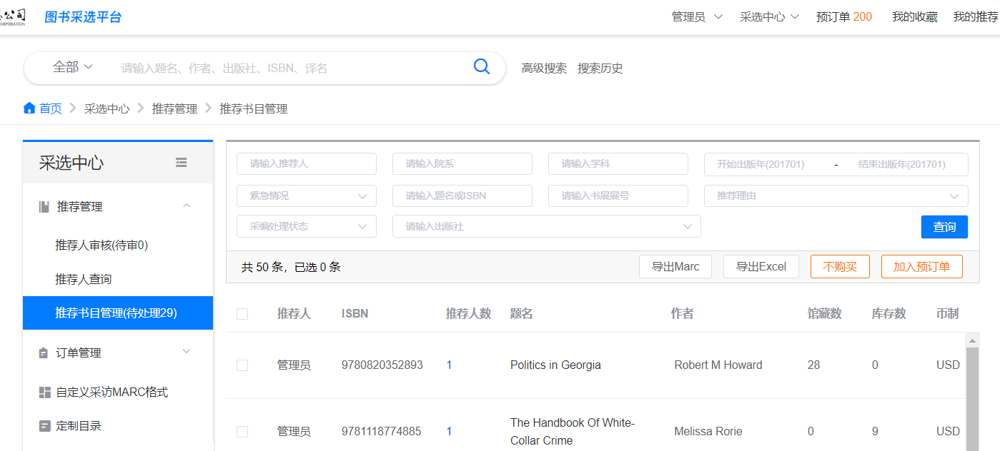 公司
CORPORATION
图书采选平台
管理员 采选中心 预订单 200 我的收藏 我的推荐
全部 请输入题名、作者、出版社、ISBN、译名 高级搜索 搜索历史
首页 采选中心 推荐管理 推荐书目管理
采选中心
推荐管理
推荐人审核(待审0)
推荐人查询
推荐书目管理(待处理29)
订单管理
自定义采访MARC格式
定制目录
请输入推荐人 请输入院系 请输入学科 开始出版年(201701) - 结束出版年(201701)
紧急情况 请输入题名或ISBN 请输入书展展号 推荐理由
采编处理状态 请输入出版社 查询
共 50 条，已选 0 条 导出Marc 导出Excel 不购买 加入预订单
推荐人 ISBN 推荐人数 题名 作者 馆藏数 库存数 币制
管理员 9780820352893 1 Politics in Georgia Robert M Howard 28 0 USD
管理员 9781118774885 1 The Handbook Of White-
Collar Crime Melissa Rorie 0 9 USD